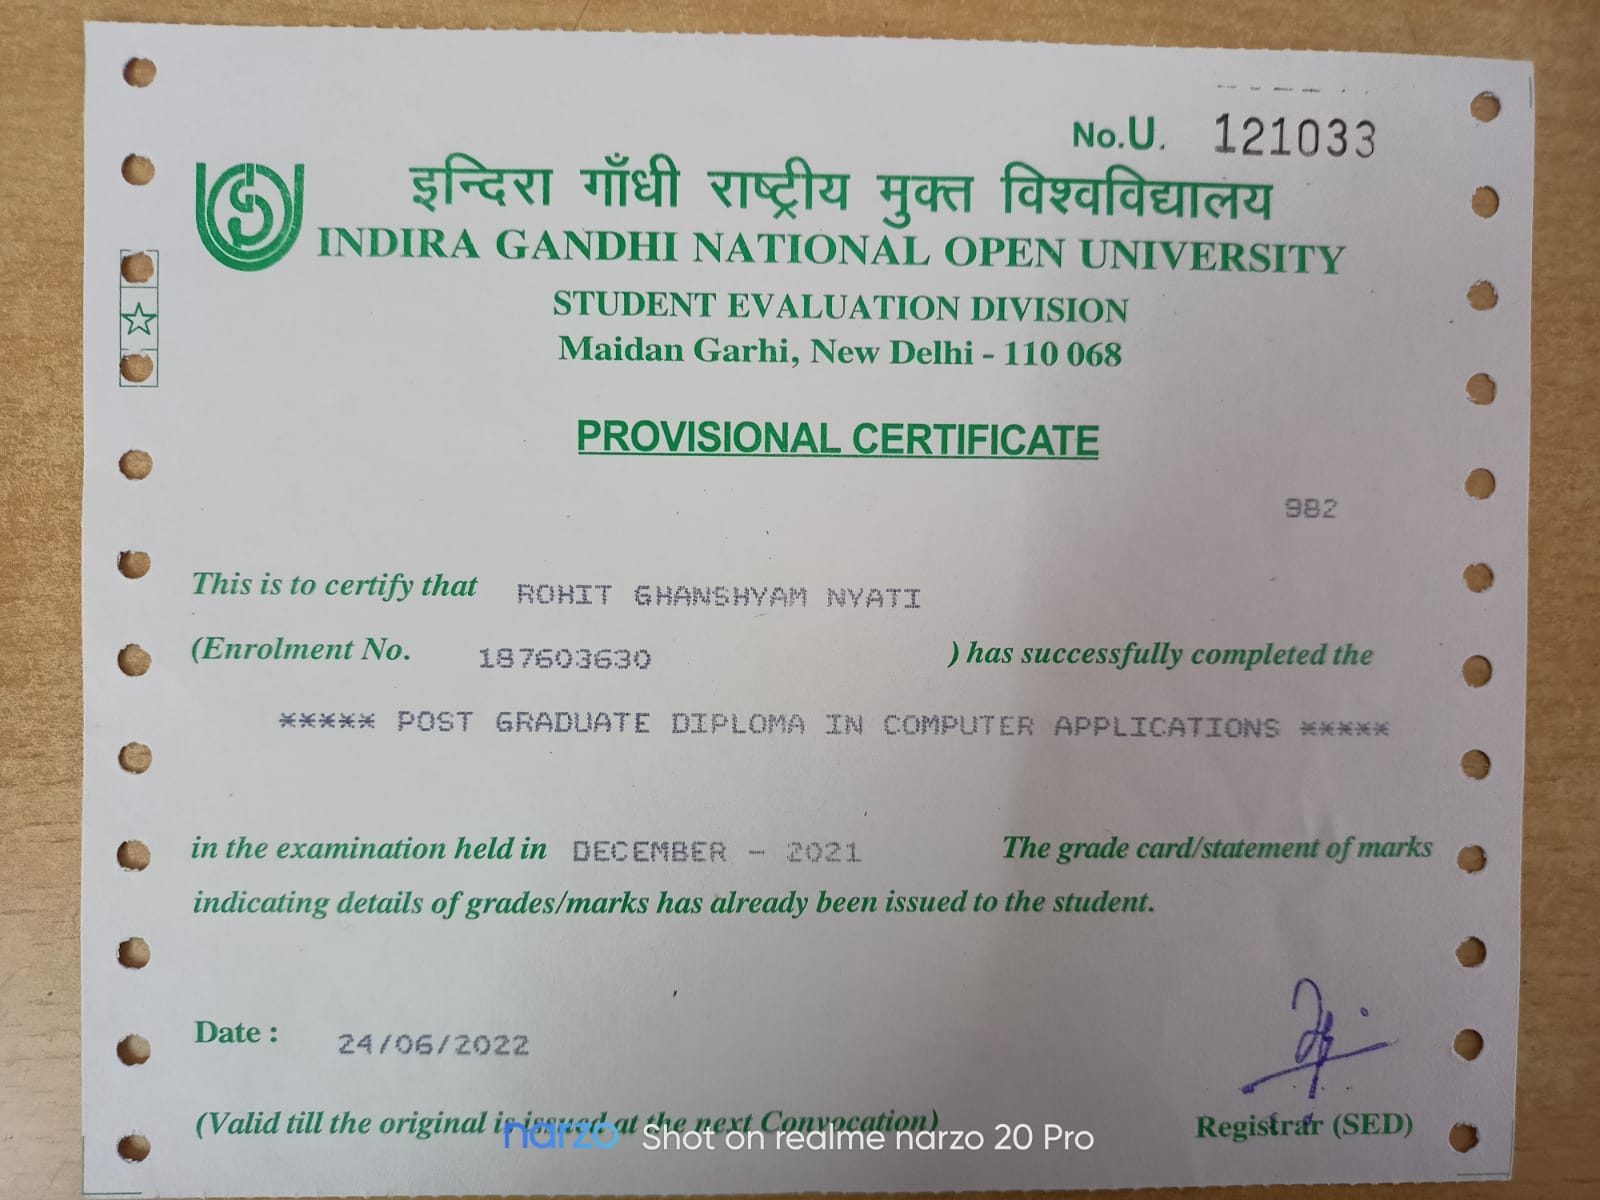 No.U. 121033
इन्दिरा गाँधी राष्ट्रीय मुक्त विश्वविद्यालय
INDIRA GANDHI NATIONAL OPEN UNIVERSITY
STUDENT EVALUATION DIVISION
Maidan Garhi, New Delhi - 110 068
PROVISIONAL CERTIFICATE
982
This is to certify that ROHIT GHANSHYAM NYATI
(Enrolment No. 187603630 ) has successfully completed the
***** POST GRADUATE DIPLOMA IN COMPUTER APPLICATIONS *****
in the examination held in DECEMBER - 2021 The grade card/statement of marks
indicating details of grades/marks has already been issued to the student.
Date : 24/06/2022
(Valid till the original is issued at the next Convocation)
Registrar (SED)
narzo Shot on realme narzo 20 Pro